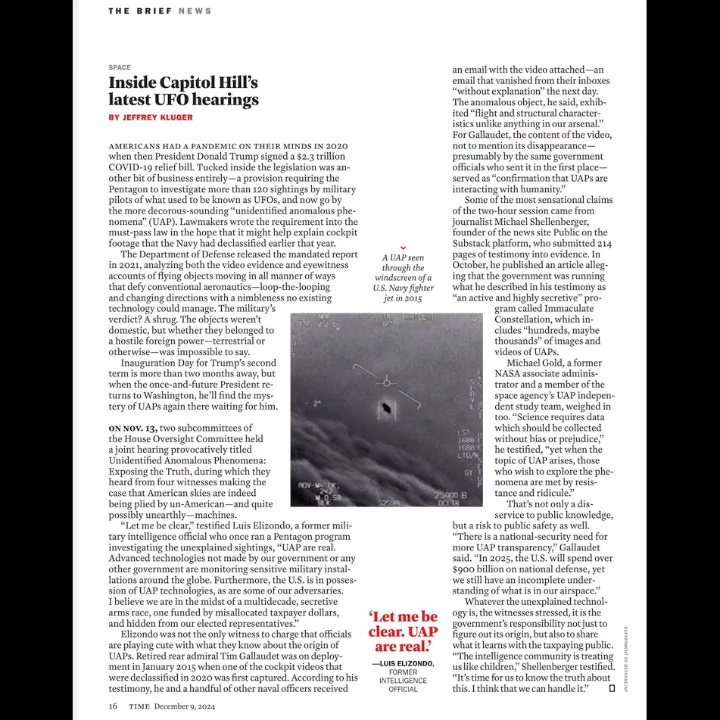 THE BRIEF NEWS
SPACE
Inside Capitol Hill's
latest UFO hearings
BY JEFFREY KLUGER
AMERICANS HAD A PANDEMIC ON THEIR MINDS IN 2020
when then President Donald Trump signed a $2.3 trillion
COVID-19 relief bill. Tucked inside the legislation was an-
other bit of business entirely—a provision requiring the
Pentagon to investigate more than 120 sightings by military
pilots of what used to be known as UFOs, and now go by
the more decorous-sounding "unidentified anomalous phe-
nomena" (UAP). Lawmakers wrote the requirement into the
must-pass law in the hope that it might help explain cockpit
footage that the Navy had declassified earlier that year.
The Department of Defense released the mandated report
in 2021, analyzing both the video evidence and eyewitness
accounts of flying objects moving in all manner of ways
that defy conventional aeronautics—loop-the-looping
and changing directions with a nimbleness no existing
technology could manage. The military's
verdict? A shrug. The objects weren't
domestic, but whether they belonged to
a hostile foreign power—terrestrial or
otherwise—was impossible to say.
Inauguration Day for Trump's second
term is more than two months away, but
when the once-and-future President re-
turns to Washington, he'll find the mys-
tery of UAPs again there waiting for him.
ON NOV. 13, two subcommittees of
the House Oversight Committee held
a joint hearing provocatively titled
Unidentified Anomalous Phenomena:
Exposing the Truth, during which they
heard from four witnesses making the
case that American skies are indeed
being plied by un-American—and quite
possibly unearthly—machines.
"Let me be clear," testified Luis Elizondo, a former mili-
tary intelligence official who once ran a Pentagon program
investigating the unexplained sightings, "UAP are real.
Advanced technologies not made by our government or any
other government are monitoring sensitive military instal-
lations around the globe. Furthermore, the U.S. is in posses-
sion of UAP technologies, as are some of our adversaries.
I believe we are in the midst of a multidecade, secretive
arms race, one funded by misallocated taxpayer dollars,
and hidden from our elected representatives."
Elizondo was not the only witness to charge that officials
are playing cute with what they know about the origin of
UAPs. Retired rear admiral Tim Gallaudet was on deploy-
ment in January 2015 when one of the cockpit videos that
were declassified in 2020 was first captured. According to his
testimony, he and a handful of other naval officers received
A UAP seen
through the
windscreen of a
U.S. Navy fighter
jet in 2015
'Let me be
clear. UAP
are real.'
—LUIS ELIZONDO,
FORMER
INTELLIGENCE
OFFICIAL
an email with the video attached—an
email that vanished from their inboxes
"without explanation" the next day.
The anomalous object, he said, exhib-
ited "flight and structural character-
istics unlike anything in our arsenal."
For Gallaudet, the content of the video,
not to mention its disappearance—
presumably by the same government
officials who sent it in the first place—
served as "confirmation that UAPs are
interacting with humanity."
Some of the most sensational claims
of the two-hour session came from
journalist Michael Shellenberger,
founder of the news site Public on the
Substack platform, who submitted 214
pages of testimony into evidence. In
October, he published an article alleg-
ing that the government was running
what he described in his testimony as
"an active and highly secretive" pro-
gram called Immaculate
Constellation, which in-
cludes "hundreds, maybe
thousands" of images and
videos of UAPs.
Michael Gold, a former
NASA associate adminis-
trator and a member of the
space agency's UAP indepen-
dent study team, weighed in
too. "Science requires data
which should be collected
without bias or prejudice,"
he testified, "yet when the
topic of UAP arises, those
who wish to explore the phe-
nomena are met by resis-
tance and ridicule."
That's not only a dis-
service to public knowledge,
but a risk to public safety as well.
"There is a national-security need for
more UAP transparency," Gallaudet
said. "In 2025, the U.S. will spend over
$900 billion on national defense, yet
we still have an incomplete under-
standing of what is in our airspace."
Whatever the unexplained technol-
ogy is, the witnesses stressed, it is the
government's responsibility not just to
figure out its origin, but also to share
what it learns with the taxpaying public.
"The intelligence community is treating
us like children," Shellenberger testified.
"It's time for us to know the truth about
this. I think that we can handle it."
16 TIME December 9, 2024